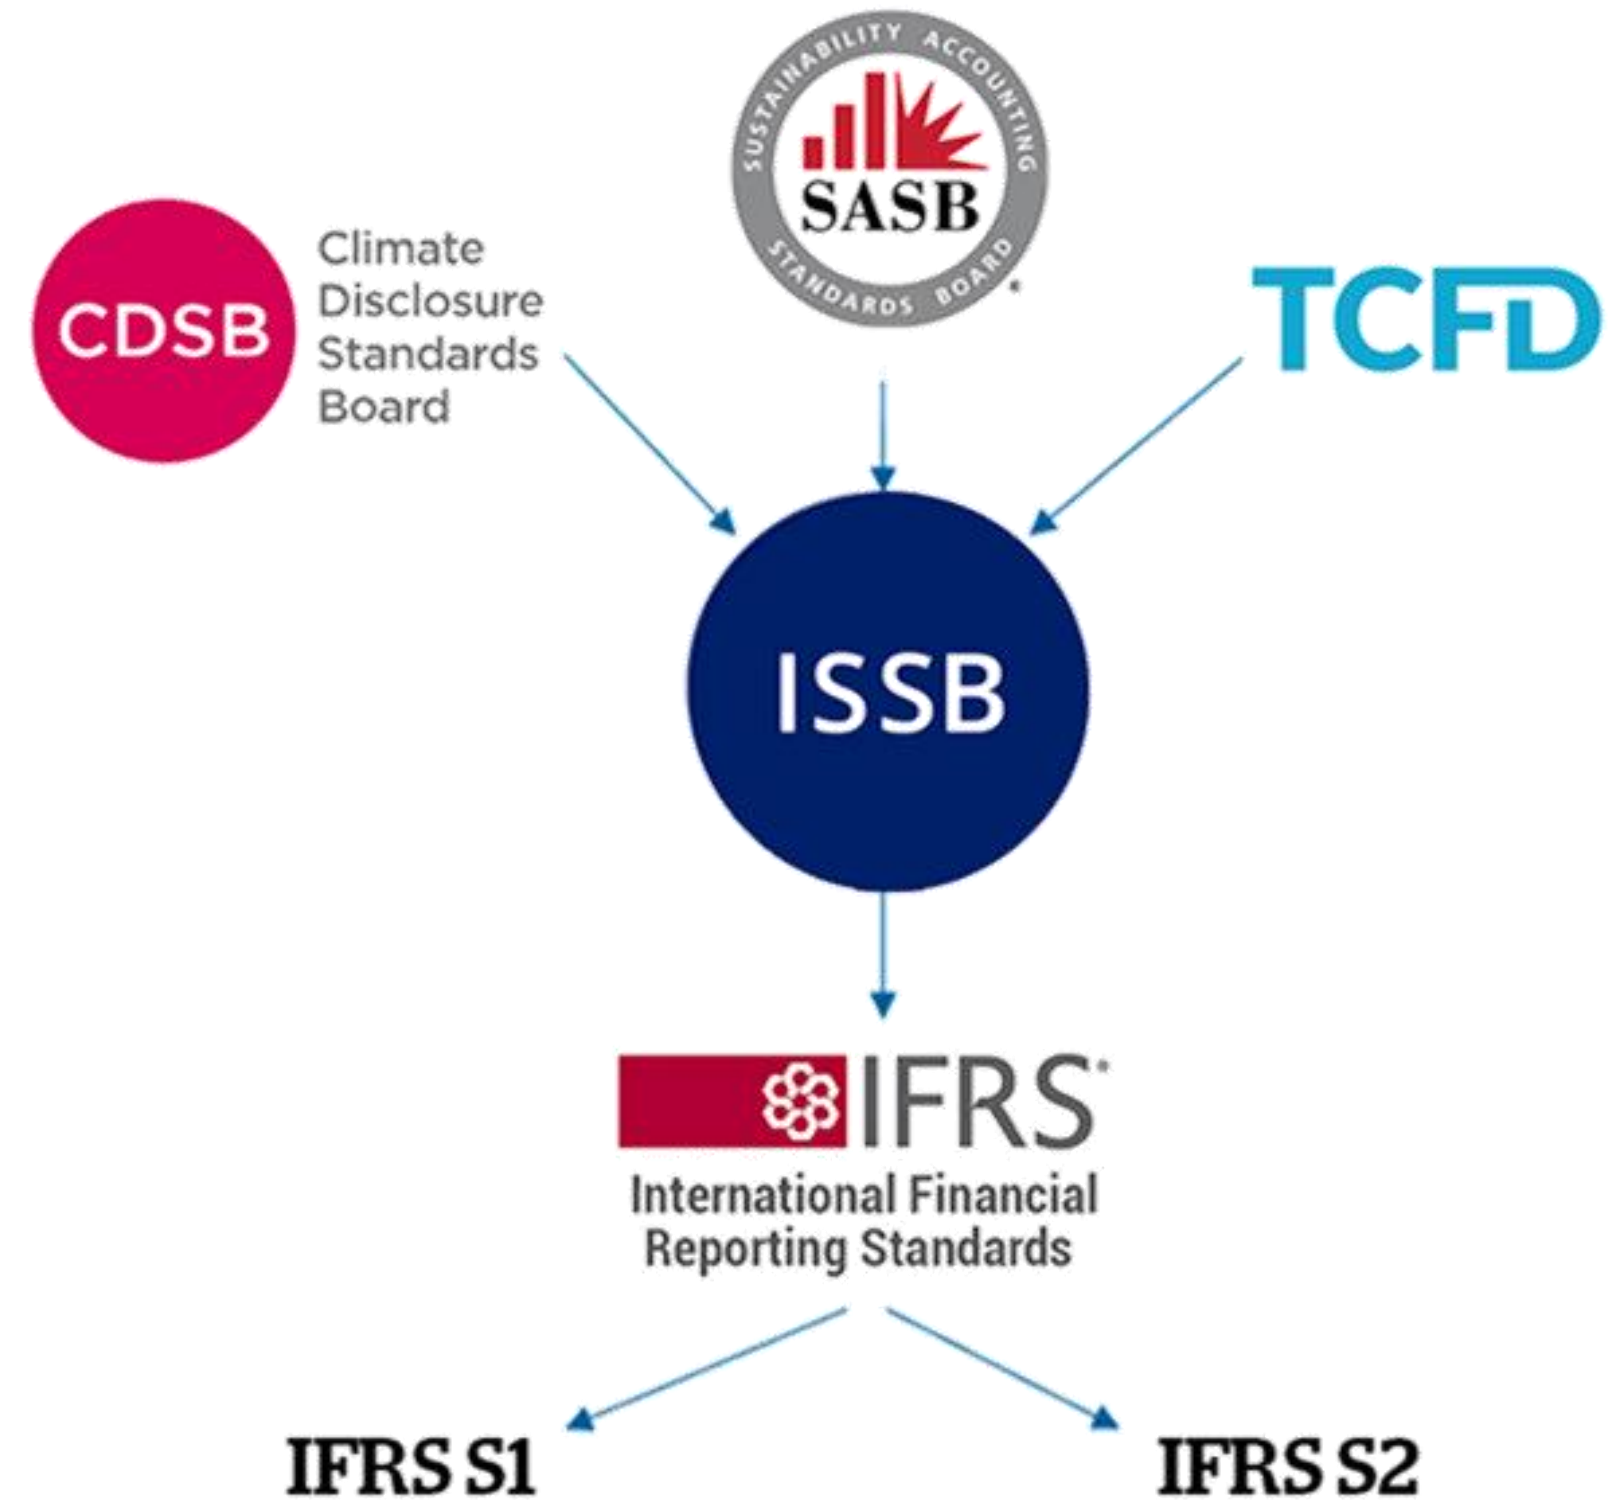 SUSTAINABILITY ACCOUNTING
SASB
STANDARDS BOARD
CDSB
Climate
Disclosure
Standards
Board
TCFD
ISSB
IFRS
International Financial
Reporting Standards
IFRS S1
IFRS S2